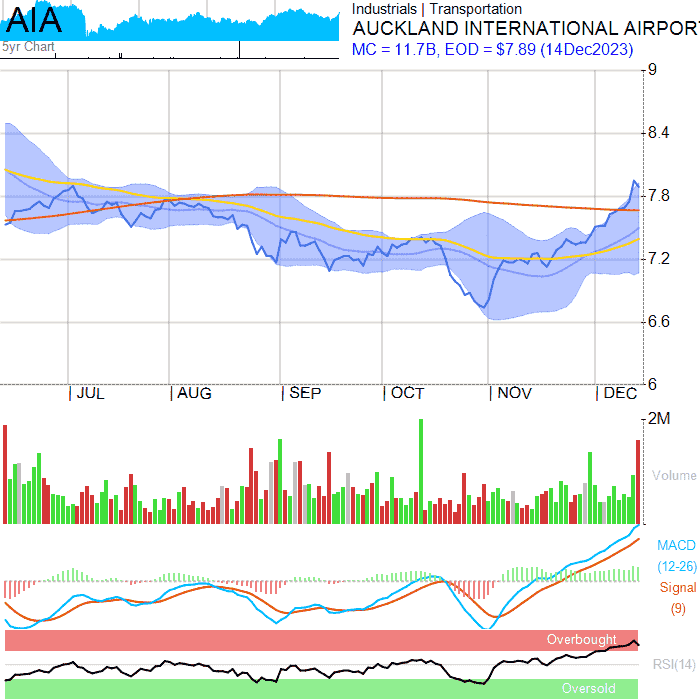 AIA
5yr Chart
Industrials | Transportation
AUCKLAND INTERNATIONAL AIRPORT
MC = 11.7B, EOD = $7.89 (14Dec2023)
9
8.4
7.8
7.2
6.6
6
| JUL | AUG | SEP | OCT | NOV | DEC
2M
Volume
MACD
(12-26)
Signal
(9)
Overbought
RSI(14)
Oversold